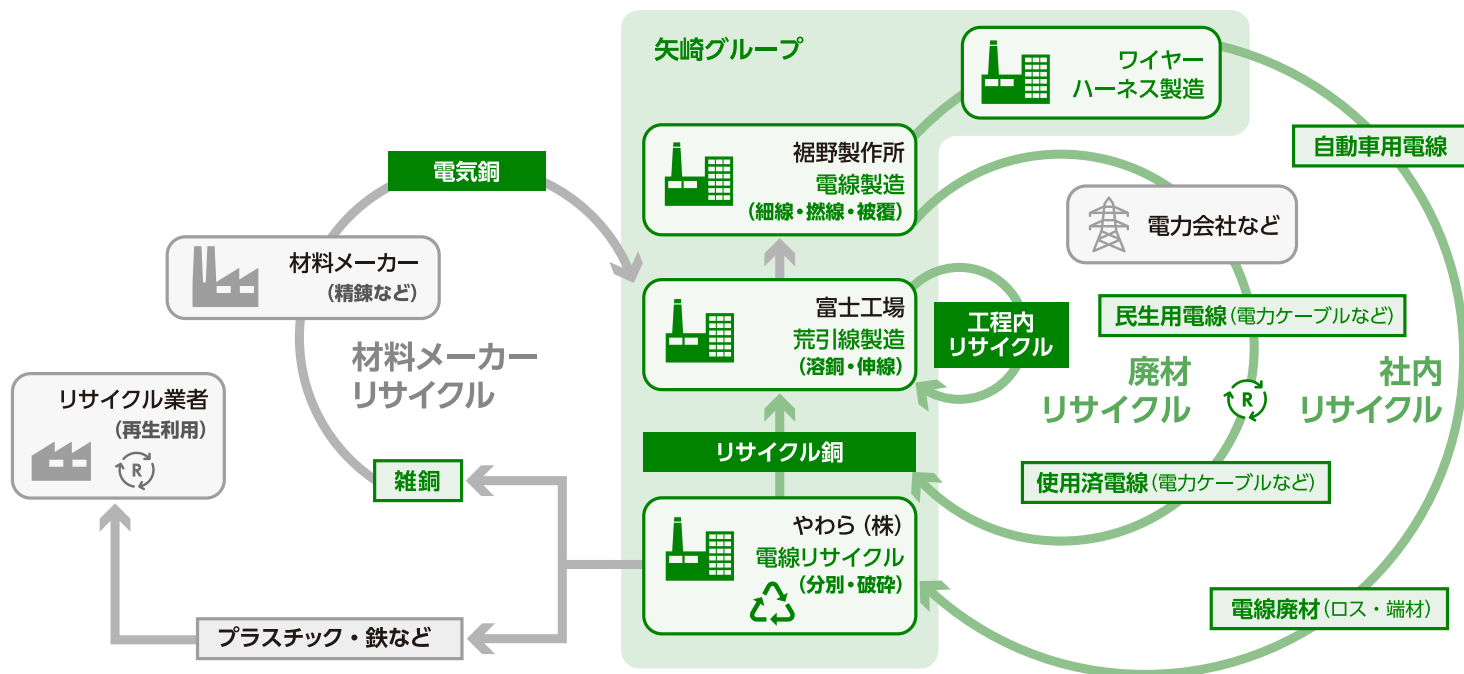 矢崎グループ
ワイヤー
ハーネス製造
自動車用電線
裾野製作所
電線製造
（細線・撚線・被覆）
電気銅
電力会社など
材料メーカー
（精錬など）
富士工場
荒引線製造
（溶銅・伸線）
工程内
リサイクル
民生用電線（電力ケーブルなど）
材料メーカー
リサイクル
廃材
リサイクル
R
社内
リサイクル
リサイクル業者
（再生利用）
R
リサイクル銅
雑銅
使用済電線（電力ケーブルなど）
やわら（株）
電線リサイクル
（分別・破砕）
電線廃材（ロス・端材）
プラスチック・鉄など